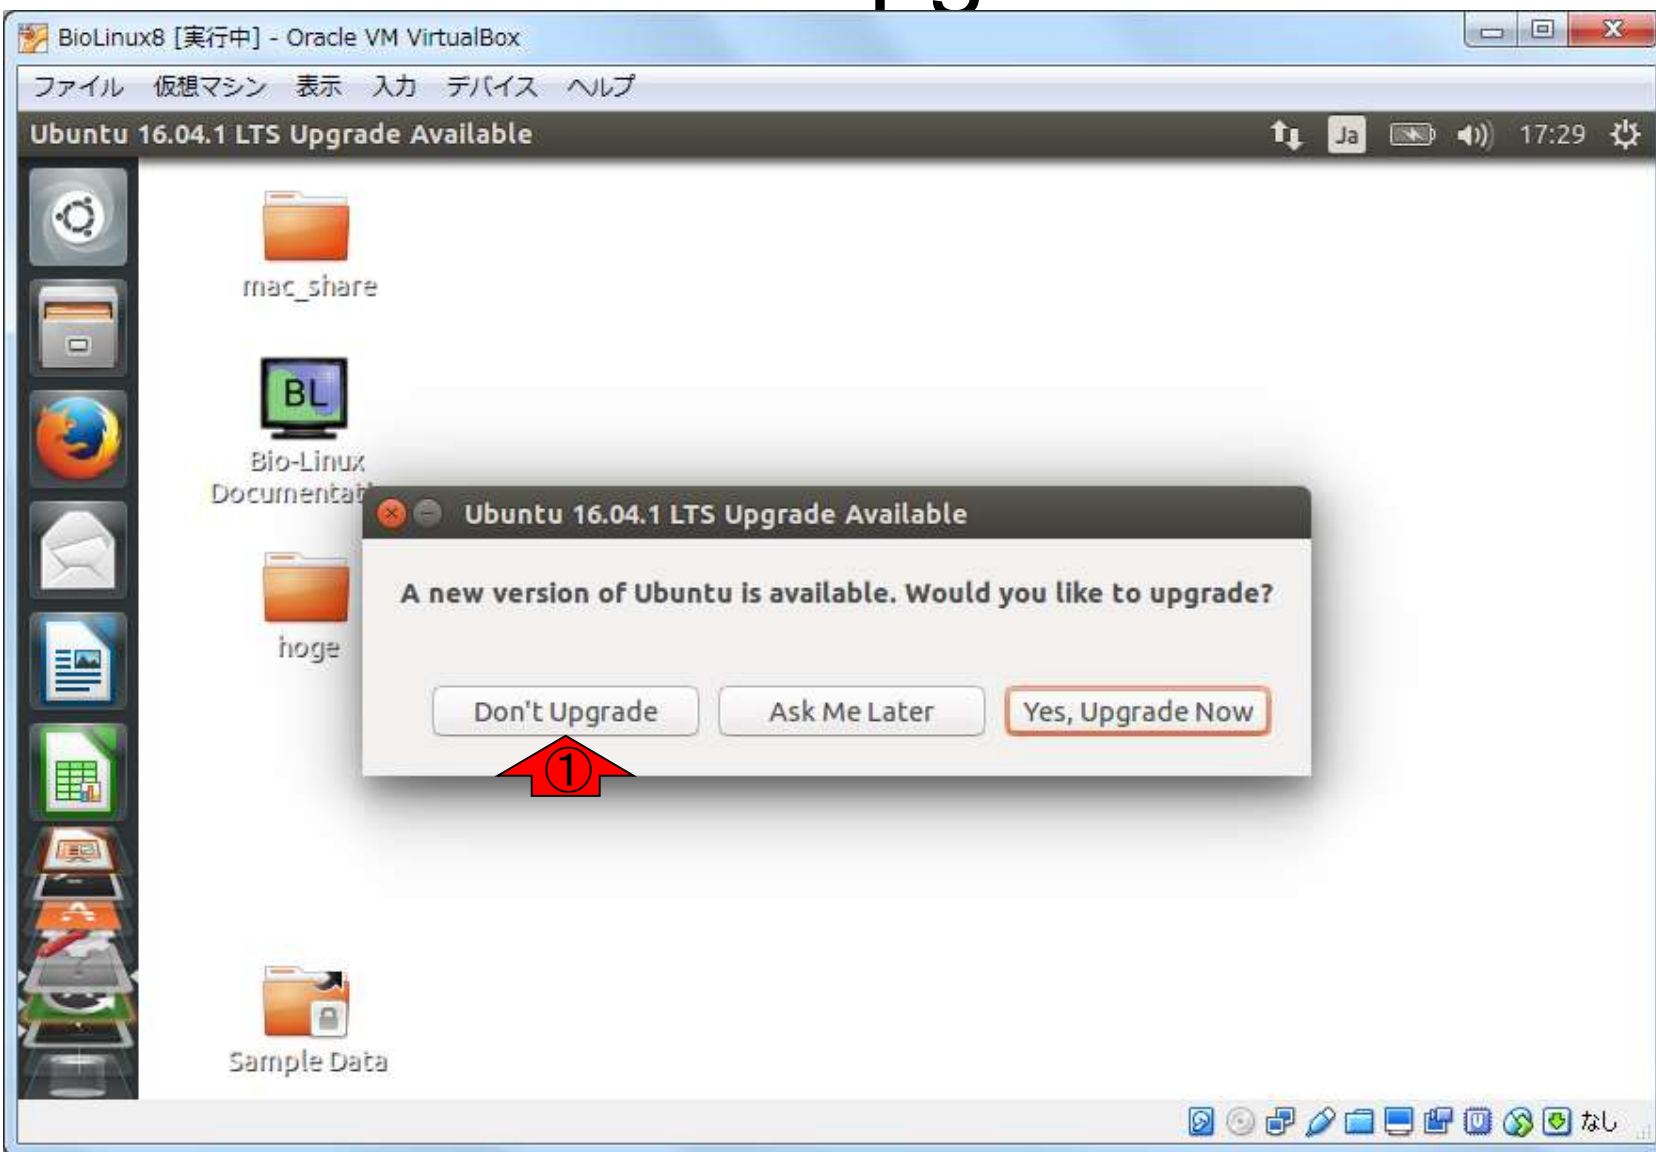 BioLinux8 [実行中] - Oracle VM VirtualBox
ファイル 仮想マシン 表示 入力 デバイス ヘルプ
Ubuntu 16.04.1 LTS Upgrade Available
Ja 17:29
mac_share
BL
Bio-Linux
Documentat
Ubuntu 16.04.1 LTS Upgrade Available
A new version of Ubuntu is available. Would you like to upgrade?
hoge
Don't Upgrade Ask Me Later Yes, Upgrade Now
①
Sample Data
なし